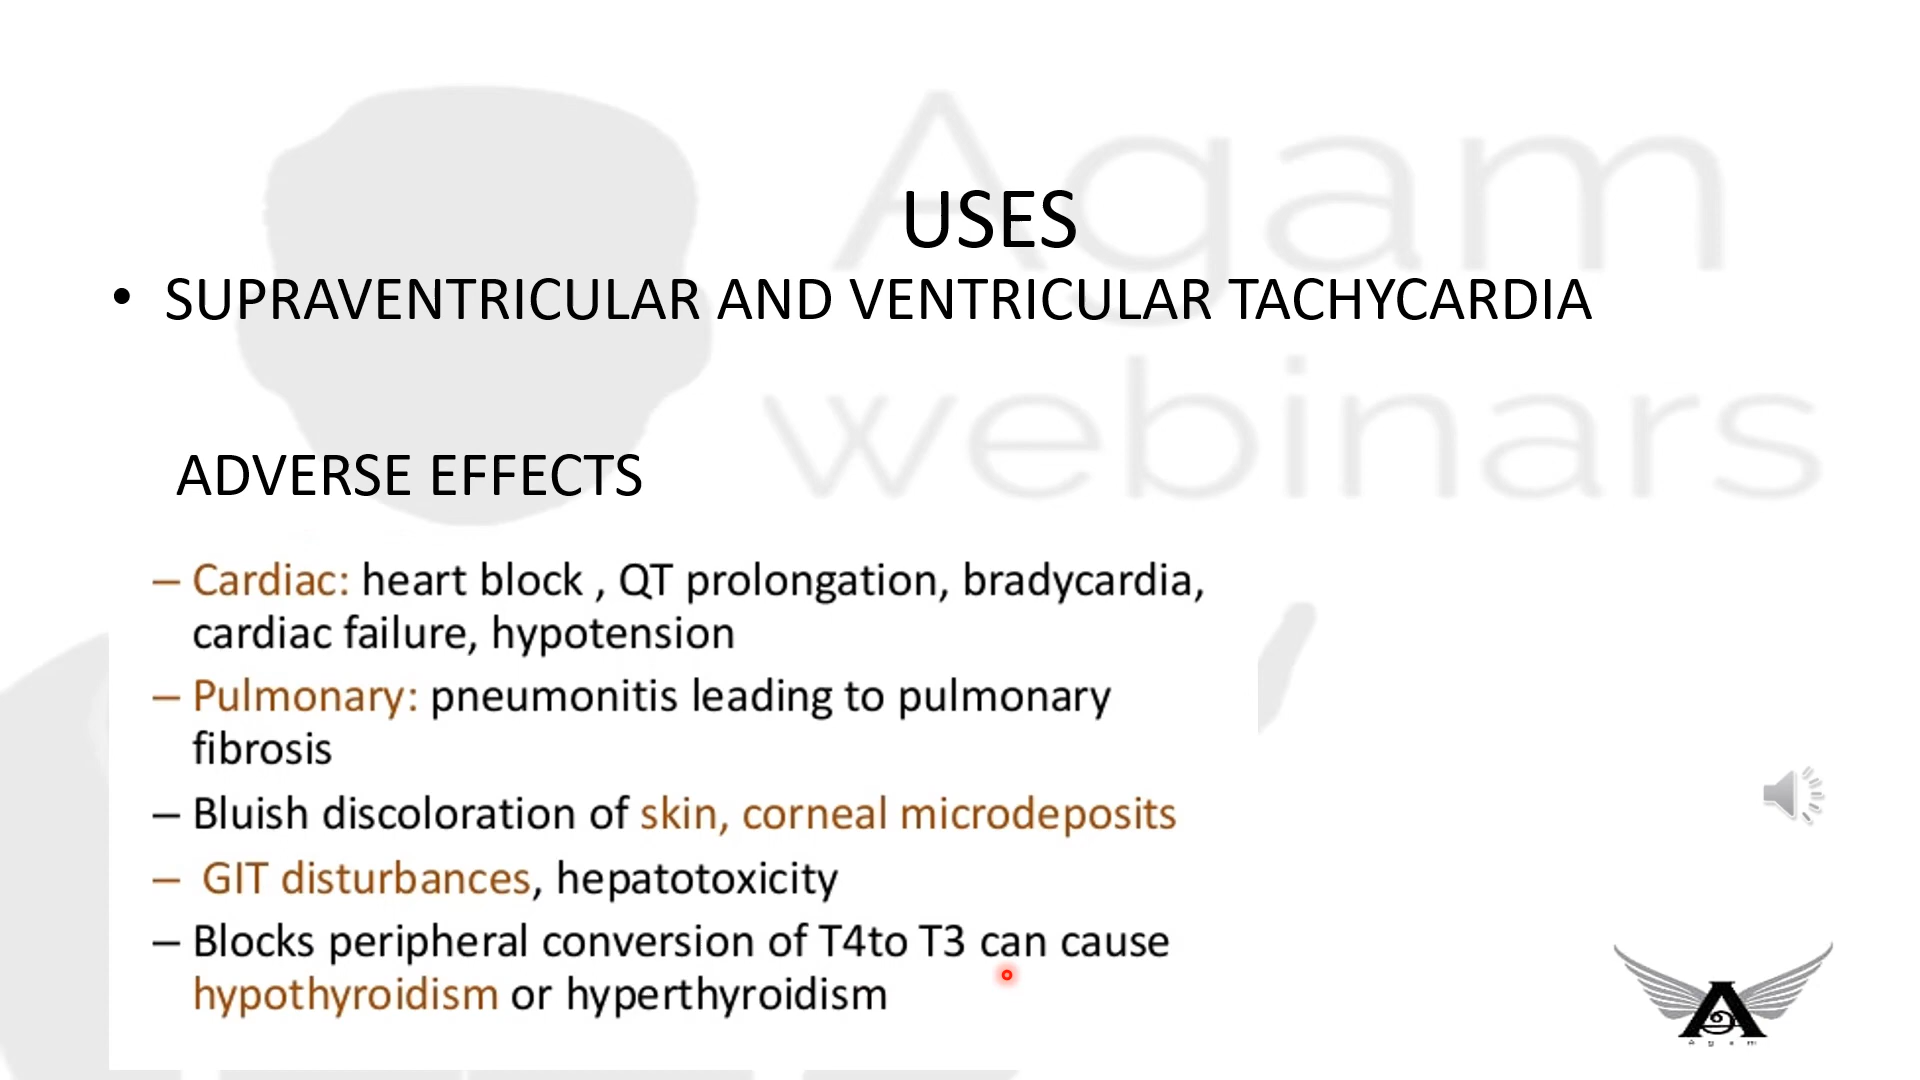 Agam
webinars
USES
• SUPRAVENTRICULAR AND VENTRICULAR TACHYCARDIA
ADVERSE EFFECTS
– Cardiac: heart block , QT prolongation, bradycardia,
cardiac failure, hypotension
– Pulmonary: pneumonitis leading to pulmonary
fibrosis
– Bluish discoloration of skin, corneal microdeposits
– GIT disturbances, hepatotoxicity
– Blocks peripheral conversion of T4to T3 can cause
hypothyroidism or hyperthyroidism
A g a m